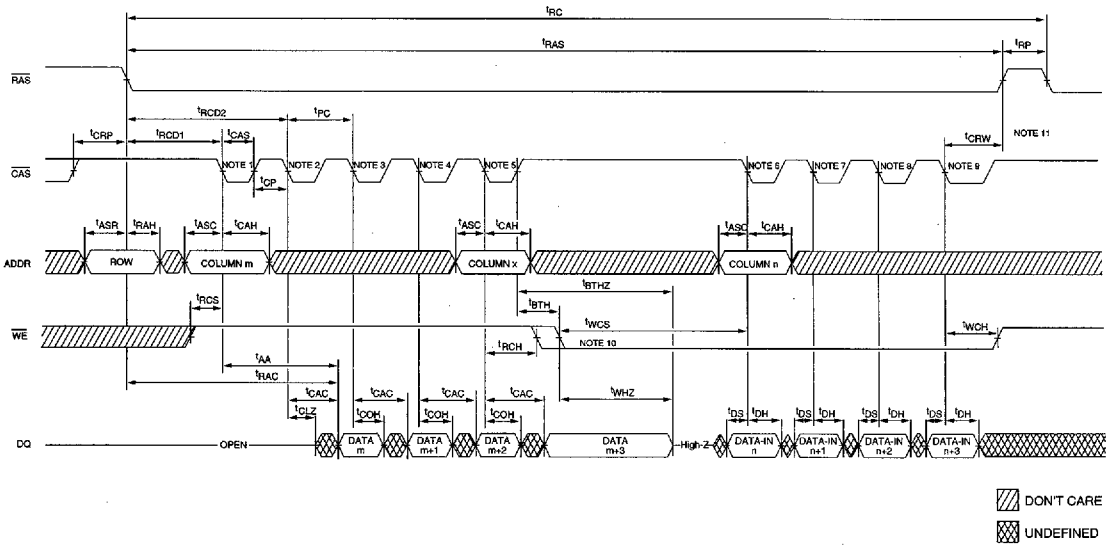 tRC
tRAS
tRP
RAS
tRCD2
tPC
tCRP
tRCD1
tCAS
tCRW
NOTE 11
CAS
NOTE 1
NOTE 2
NOTE 3
NOTE 4
NOTE 5
NOTE 6
NOTE 7
NOTE 8
NOTE 9
tCP
tASR
tRAH
tASC
tCAH
tASC
tCAH
tASC
tCAH
ADDR
ROW
COLUMN m
COLUMN x
COLUMN n
tBTHZ
tRCS
tBTH
WE
tWCS
tWCH
NOTE 10
tRCH
tAA
tRAC
tCAC
tCAC
tCAC
tCAC
tWHZ
tCLZ
tCOH
tCOH
tCOH
tDS
tDH
tDS
tDH
tDS
tDH
tDS
tDH
DQ
OPEN
DATA
m
DATA
m+1
DATA
m+2
DATA
m+3
High-Z
DATA-IN
n
DATA-IN
n+1
DATA-IN
n+2
DATA-IN
n+3
DON'T CARE
UNDEFINED